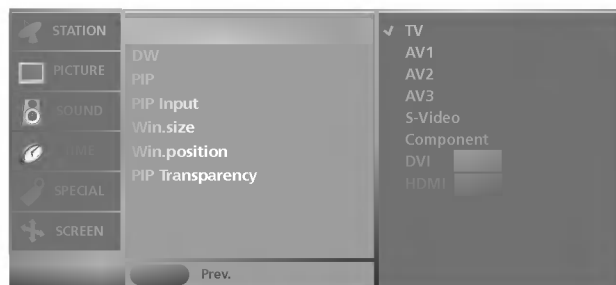 STATION
PICTURE
SOUND
TIME
SPECIAL
SCREEN
DW
PIP
PIP Input
Win.size
Win.position
PIP Transparency
Prev.
TV
AV1
AV2
AV3
S-Video
Component
DVI
HDMI